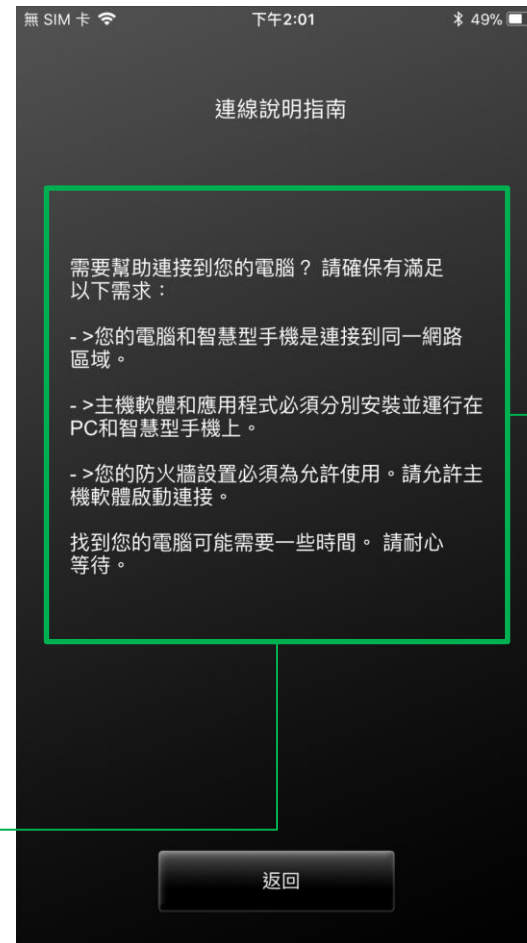 無 SIM 卡 下午2:01 49%
連線說明指南
需要幫助連接到您的電腦？ 請確保有滿足
以下需求：
- >您的電腦和智慧型手機是連接到同一網路
區域。
- >主機軟體和應用程式必須分別安裝並運行在
PC和智慧型手機上。
- >您的防火牆設置必須為允許使用。請允許主
機軟體啟動連接。
找到您的電腦可能需要一些時間。 請耐心
等待。
返回